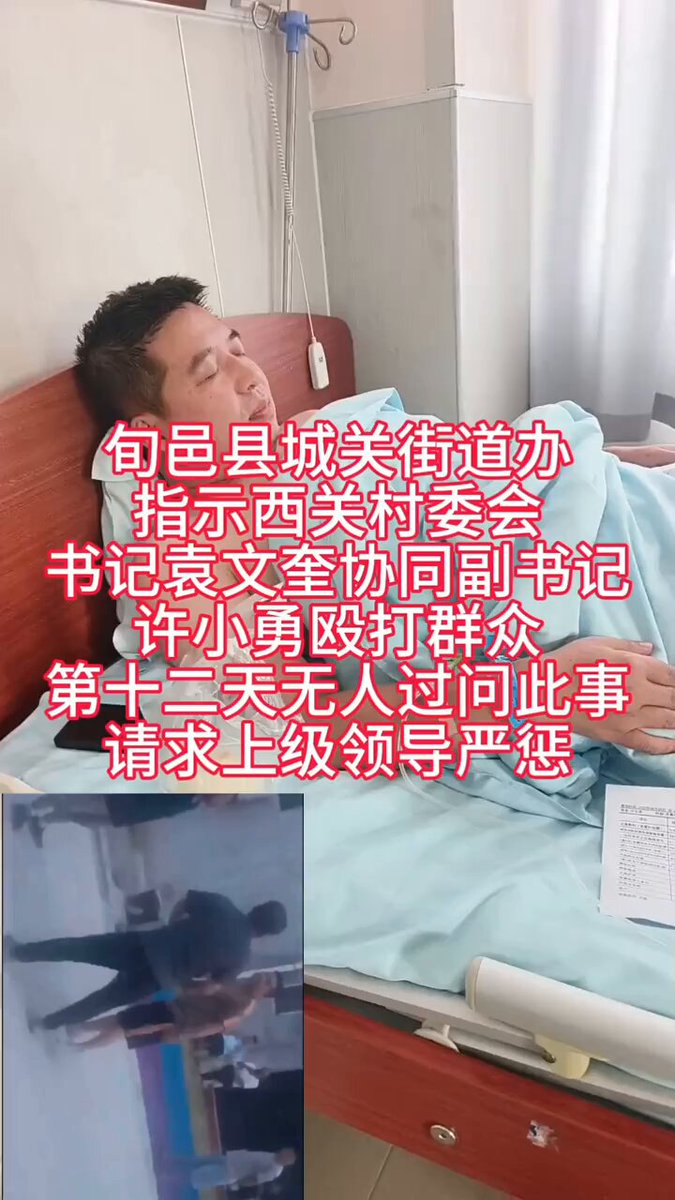 旬邑县城关街道办
指示西关村委会
书记袁文奎协同副书记
许小勇殴打群众
第十二天无人过问此事
请求上级领导严惩